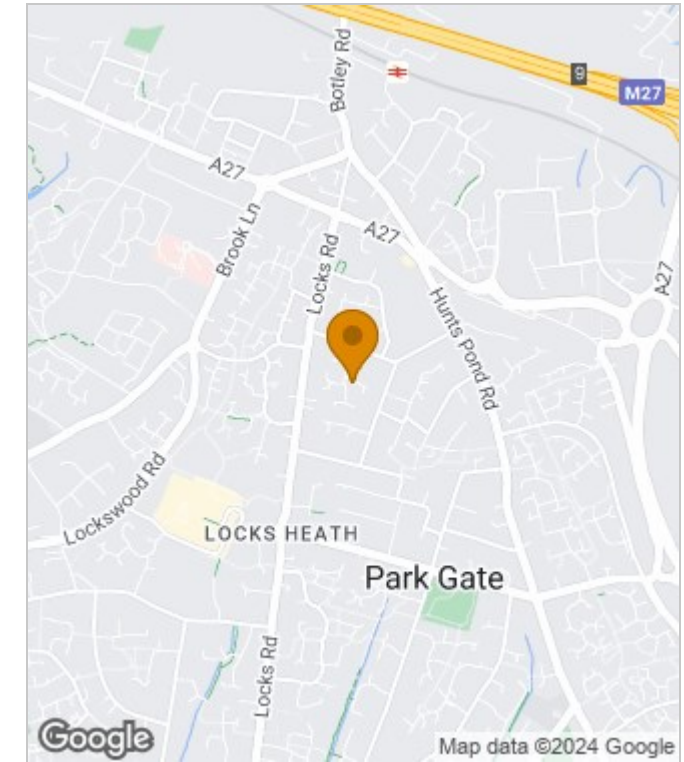 Botley Rd
9
M27
A27
Brook Ln
Locks Rd
A27
A27
Hunts Pond Rd
Lockswood Rd
LOCKS HEATH
Park Gate
Locks Rd
Google
Map data ©2024 Google